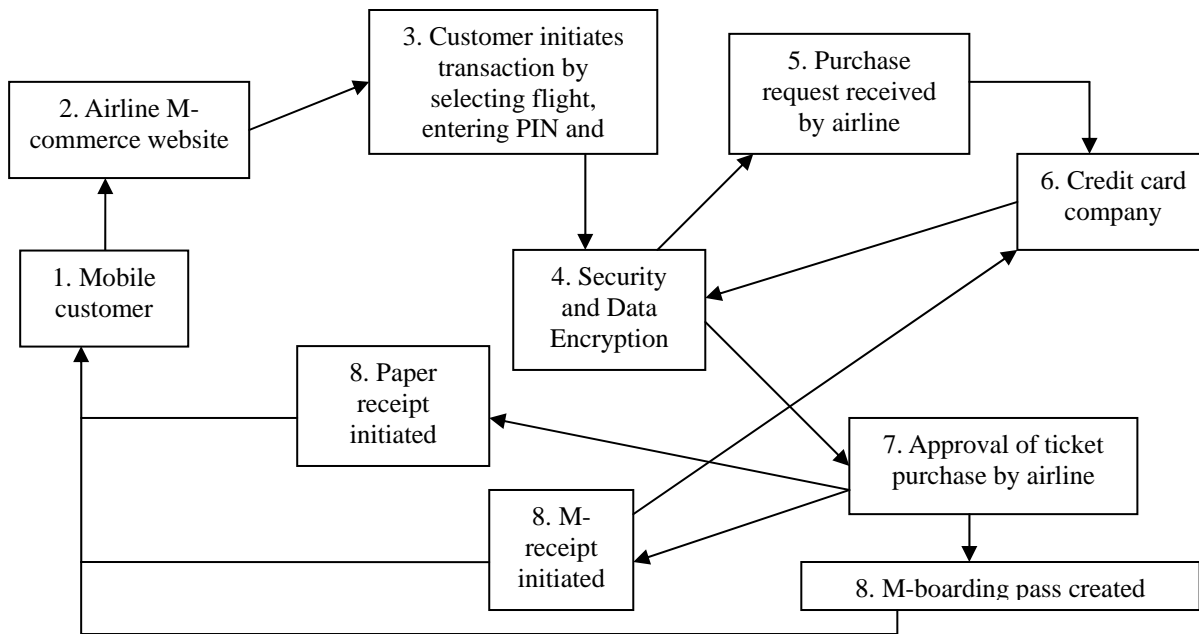 3. Customer initiates
transaction by
selecting flight,
entering PIN and
5. Purchase
request received
by airline
2. Airline M-
commerce website
6. Credit card
company
1. Mobile
customer
4. Security
and Data
Encryption
8. Paper
receipt
initiated
7. Approval of ticket
purchase by airline
8. M-
receipt
initiated
8. M-boarding pass created